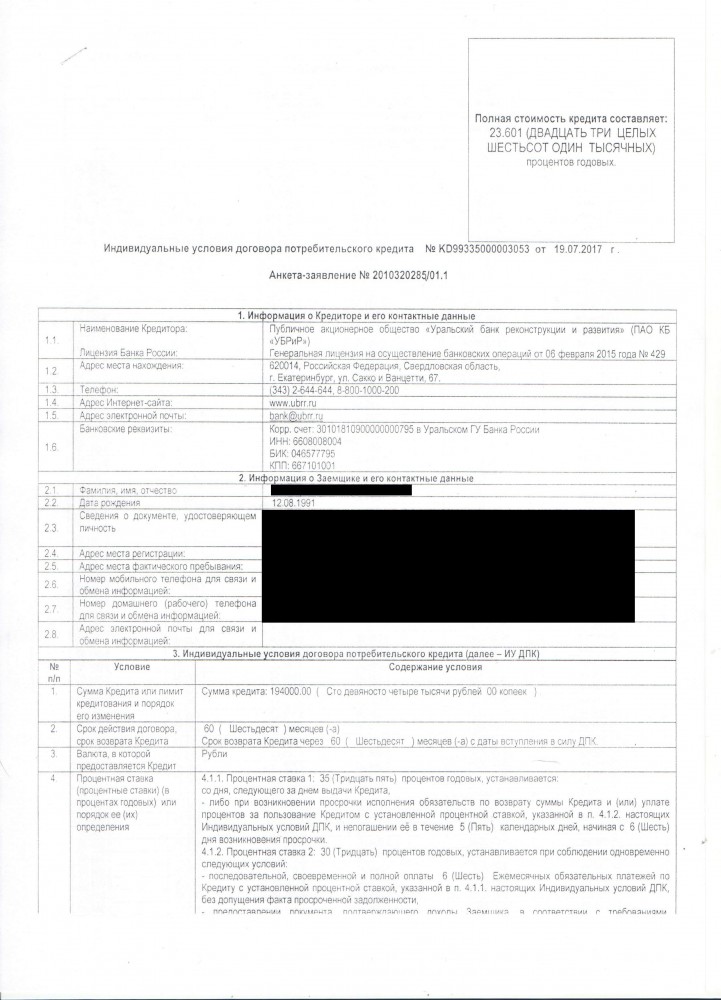 Полная стоимость кредита составляет:
23.601 (ДВАДЦАТЬ ТРИ ЦЕЛЫХ
ШЕСТЬСОТ ОДИН ТЫСЯЧНЫХ)
процентов годовых.
Индивидуальные условия договора потребительского кредита № KD99335000003053 от 19.07.2017 г.
Анкета-заявление № 2010320285/01.1
1. Информация о Кредиторе и его контактные данные
1.1. Наименование Кредитора: Публичное акционерное общество «Уральский банк реконструкции и развития» (ПАО КБ
«УБРиР»)
Лицензия Банка России: Генеральная лицензия на осуществление банковских операций от 06 февраля 2015 года № 429
1.2. Адрес места нахождения: 620014, Российская Федерация, Свердловская область,
г. Екатеринбург, ул. Сакко и Ванцетти, 67.
1.3. Телефон: (343) 2-644-644, 8-800-1000-200
1.4. Адрес Интернет-сайта: www.ubrr.ru
1.5. Адрес электронной почты: bank@ubrr.ru
1.6. Банковские реквизиты: Корр. счет: 30101810900000000795 в Уральском ГУ Банка России
ИНН: 6608008004
БИК: 046577795
КПП: 667101001
2. Информация о Заемщике и его контактные данные
2.1. Фамилия, имя, отчество
2.2. Дата рождения 12.08.1991
2.3. Сведения о документе, удостоверяющем
личность
2.4. Адрес места регистрации:
2.5. Адрес места фактического пребывания:
2.6. Номер мобильного телефона для связи и
обмена информацией:
2.7. Номер домашнего (рабочего) телефона
для связи и обмена информацией:
2.8. Адрес электронной почты для связи и
обмена информацией:
3. Индивидуальные условия договора потребительского кредита (далее – ИУ ДПК)
№ п/п Условие Содержание условия
1. Сумма Кредита или лимит
кредитования и порядок
его изменения
Сумма кредита: 194000.00 ( Сто девяносто четыре тысячи рублей 00 копеек )
2. Срок действия договора,
срок возврата Кредита
60 ( Шестьдесят ) месяцев (-а)
Срок возврата Кредита через 60 ( Шестьдесят ) месяцев (-а) с даты вступления в силу ДПК.
3. Валюта, в которой
предоставляется Кредит
Рубли
4. Процентная ставка
(процентные ставки) (в
процентах годовых) или
порядок ее (их)
определения
4.1.1. Процентная ставка 1: 35 (Тридцать пять) процентов годовых, устанавливается:
со дня, следующего за днем выдачи Кредита,
- либо при возникновении просрочки исполнения обязательств по возврату суммы Кредита и (или) уплате
процентов за пользование Кредитом с установленной процентной ставкой, указанной в п. 4.1.2. настоящих
Индивидуальных условий ДПК, и непогашении её в течение 5 (Пять) календарных дней, начиная с 6 (Шесть)
дня возникновения просрочки.
4.1.2. Процентная ставка 2: 30 (Тридцать) процентов годовых, устанавливается при соблюдении одновременно
следующих условий:
- последовательной, своевременной и полной оплаты 6 (Шесть) Ежемесячных обязательных платежей по
Кредиту с установленной процентной ставкой, указанной в п. 4.1.1. настоящих Индивидуальных условий ДПК,
без допущения факта просроченной задолженности,
- предоставлении документа, подтверждающего доходы Заемщика, в соответствии с требованиями,